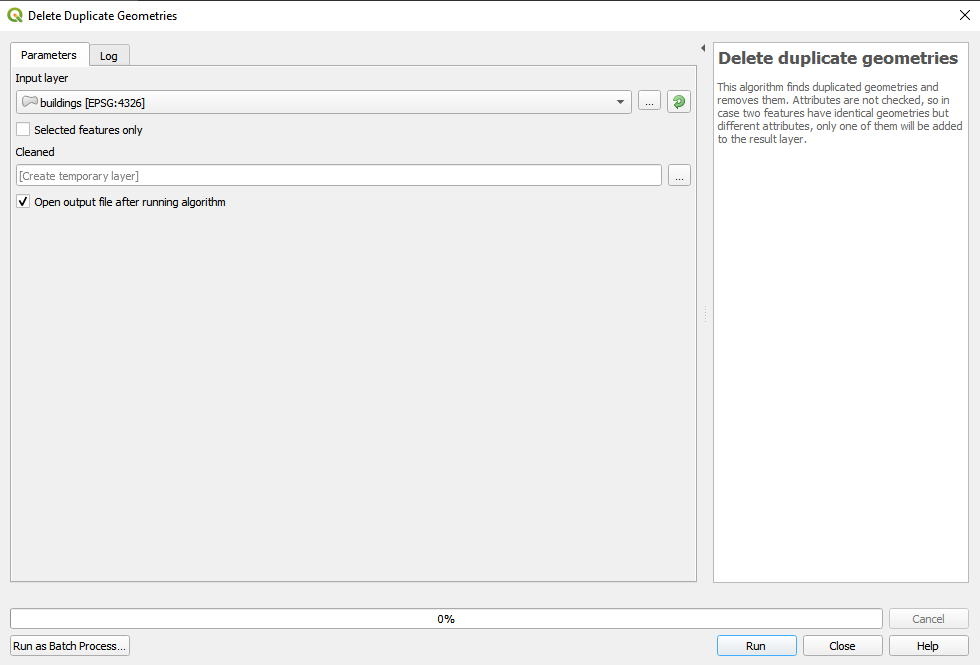 Delete Duplicate Geometries
Parameters
Log
Input layer
buildings [EPSG:4326]
...
Selected features only
Cleaned
[Create temporary layer]
...
Open output file after running algorithm
Delete duplicate geometries
This algorithm finds duplicated geometries and
removes them. Attributes are not checked, so in
case two features have identical geometries but
different attributes, only one of them will be added
to the result layer.
0%
Cancel
Run as Batch Process...
Run
Close
Help